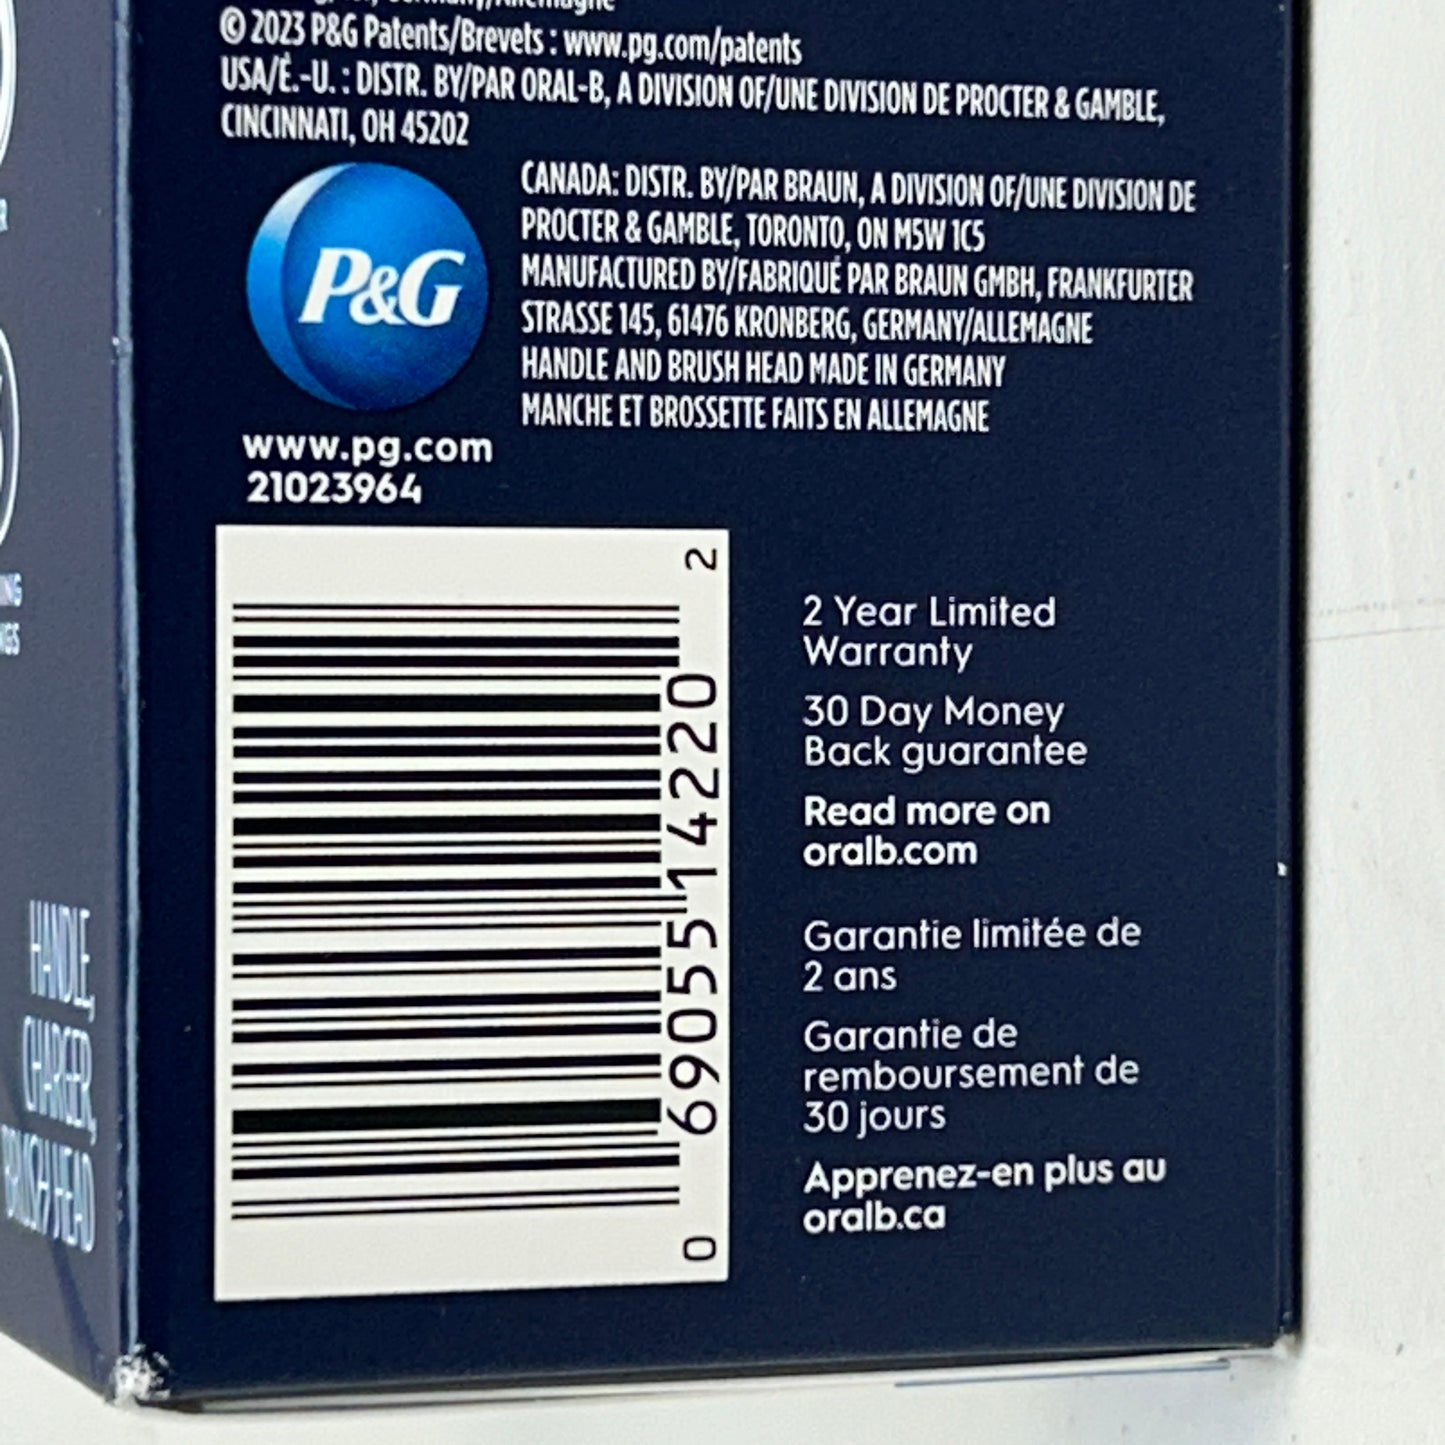 Germany/Allemagne
© 2023 P&G Patents/Brevets : www.pg.com/patents
USA/É.-U. : DISTR. BY/PAR ORAL-B, A DIVISION OF/UNE DIVISION DE PROCTER & GAMBLE,
CINCINNATI, OH 45202
P&G
www.pg.com
21023964
CANADA: DISTR. BY/PAR BRAUN, A DIVISION OF/UNE DIVISION DE
PROCTER & GAMBLE, TORONTO, ON M5W 1C5
MANUFACTURED BY/FABRIQUÉ PAR BRAUN GMBH, FRANKFURTER
STRASSE 145, 61476 KRONBERG, GERMANY/ALLEMAGNE
HANDLE AND BRUSH HEAD MADE IN GERMANY
MANCHE ET BROSSETTE FAITS EN ALLEMAGNE
0 69055 14220 2
2 Year Limited
Warranty
30 Day Money
Back guarantee
Read more on
oralb.com
Garantie limitée de
2 ans
Garantie de
remboursement de
30 jours
Apprenez-en plus au
oralb.ca
HANDLE,
CHARGER,